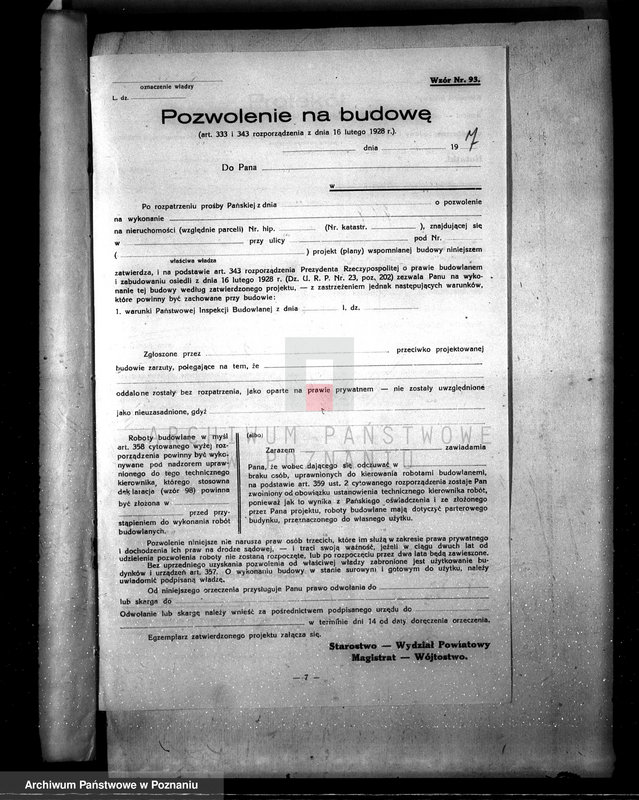 Wzór Nr. 93.
oznaczenie władzy
L. dz.
Pozwolenie na budowę
(art. 333 i 343 rozporządzenia z dnia 16 lutego 1928 r.).
dnia 19 7
Do Pana
w
Po rozpatrzeniu prośby Pańskiej z dnia o pozwolenie
na wykonanie
na nieruchomości (względnie parceli) Nr. hip. (Nr. katastr. ), znajdującej się
w przy ulicy pod Nr.
( ) projekt (plany) wspomnianej budowy niniejszem
właściwa władza
zatwierdza, i na podstawie art. 343 rozporządzenia Prezydenta Rzeczypospolitej o prawie budowlanem
i zabudowaniu osiedli z dnia 16 lutego 1928 r. (Dz. U. R. P. Nr. 23, poz. 202) zezwala Panu na wyko-
nanie tej budowy według zatwierdzonego projektu, — z zastrzeżeniem jednak następujących warunków,
które powinny być zachowane przy budowie:
1. warunki Państwowej Inspekcji Budowlanej z dnia l. dz.
Zgłoszone przez przeciwko projektowanej
budowie zarzuty, polegające na tem, że
oddalone zostały bez rozpatrzenia, jako oparte na prawie prywatnem — nie zostały uwzględnione
jako nieuzasadnione, gdyż
ARCHIWUM PAŃSTWOWE
W POZNANIU
Roboty budowlane w myśl
art. 358 cytowanego wyżej roz-
porządzenia powinny być wyko-
nywane pod nadzorem upraw-
nionego do tego technicznego
kierownika, którego stosowna
deklaracja (wzór 98) powinna
być złożona w
przed przy-
stąpieniem do wykonania robót
budowlanych.
(albo)
Zarazem zawiadamia
Pana, że wobec dającego się odczuwać w
braku osób, uprawnionych do kierowania robotami budowlanemi,
na podstawie art. 359 ust. 2 cytowanego rozporządzenia zostaje Pan
zwolniony od obowiązku ustanowienia technicznego kierownika robót,
ponieważ jak to wynika z Pańskiego oświadczenia i ze złożonego
przez Pana projektu, roboty budowlane mają dotyczyć parterowego
budynku, przeznaczonego do własnego użytku.
Pozwolenie niniejsze nie narusza praw osób trzecich, które im służą w zakresie prawa prywatnego
i dochodzenia ich praw na drodze sądowej, — i traci swoją ważność, jeżeli w ciągu dwuch lat od
udzielenia pozwolenia roboty nie zostaną rozpoczęte, lub po rozpoczęciu przez dwa lata będą zawieszone.
Bez uprzedniego uzyskania pozwolenia od właściwej władzy zabronione jest użytkowanie bu-
dynków i urządzeń art. 357. O wykonaniu budowy w stanie surowym i gotowym do użytku, należy
uwiadomić podpisaną władzę.
Od niniejszego orzeczenia przysługuje Panu prawo odwołania do
lub skarga do
Odwołanie lub skargę należy wnieść za pośrednictwem podpisanego urzędu do
w terminie dni 14 od daty doręczenia orzeczenia.
Egzemplarz zatwierdzonego projektu załącza się.
Starostwo — Wydział Powiatowy
Magistrat — Wójtostwo.
— 7 —
Archiwum Państwowe w Poznaniu